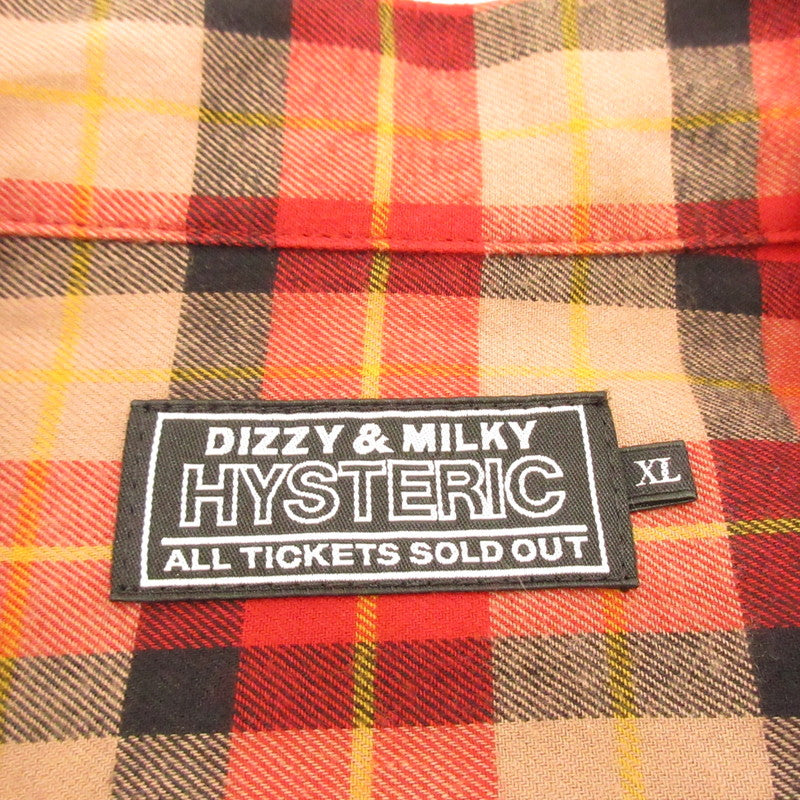 DIZZY & MILKY
HYSTERIC
ALL TICKETS SOLD OUT
XL